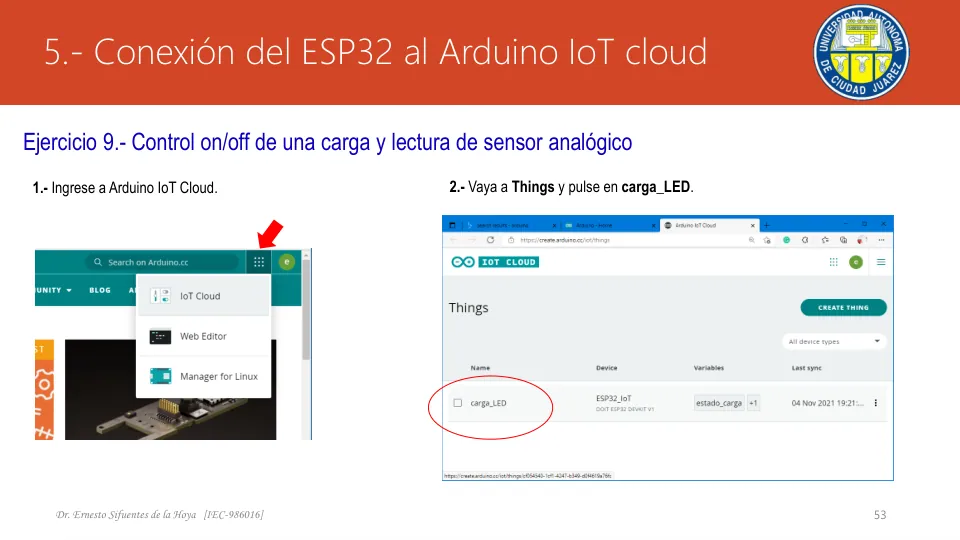 5.- Conexión del ESP32 al Arduino IoT cloud
UNIVERSIDAD AUTONOMA
DE CIUDAD JUAREZ
Ejercicio 9.- Control on/off de una carga y lectura de sensor analógico
1.- Ingrese a Arduino IoT Cloud.
Search on Arduino.cc
e
UNITY
BLOG
IoT Cloud
Web Editor
Manager for Linux
ST
2.- Vaya a Things y pulse en carga_LED.
Arduino IoT Cloud
https://create.arduino.cc/iot/things
IOT CLOUD
e
Things
CREATE THING
All device types
Name Device Variables Last sync
carga_LED ESP32_IoT estado_carga +1 04 Nov 2021 19:21:...
DOIT ESP32 DEVKIT V1
Dr. Ernesto Sifuentes de la Hoya [IEC-986016]
53